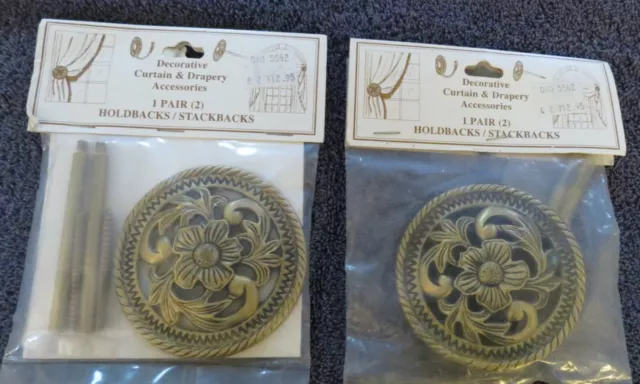 Decorative
Curtain & Drapery
Accessories
1 PAIR (2)
HOLDBACKS / STACKBACKS
Decorative
Curtain & Drapery
Accessories
1 PAIR (2)
HOLDBACKS / STACKBACKS